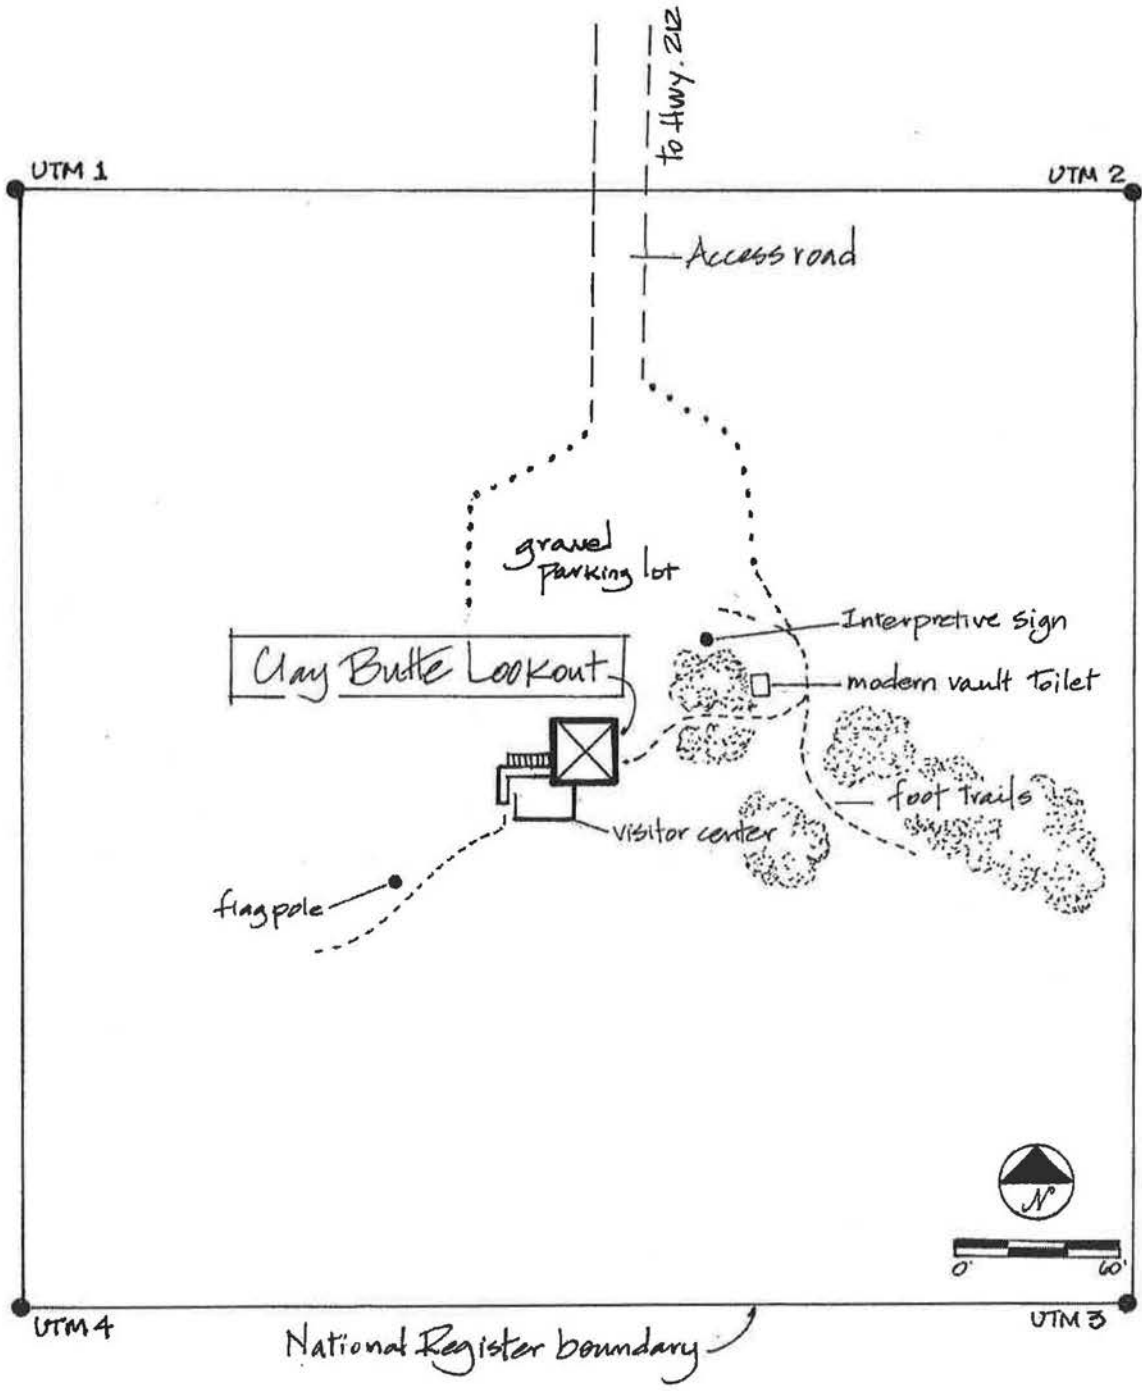 to Hwy. 212
UTM 1
UTM 2
Access road
gravel
parking lot
Interpretive sign
Clay Butte Lookout
modern vault toilet
foot trails
visitor center
flagpole
N
0'
60'
UTM 4
UTM 3
National Register boundary